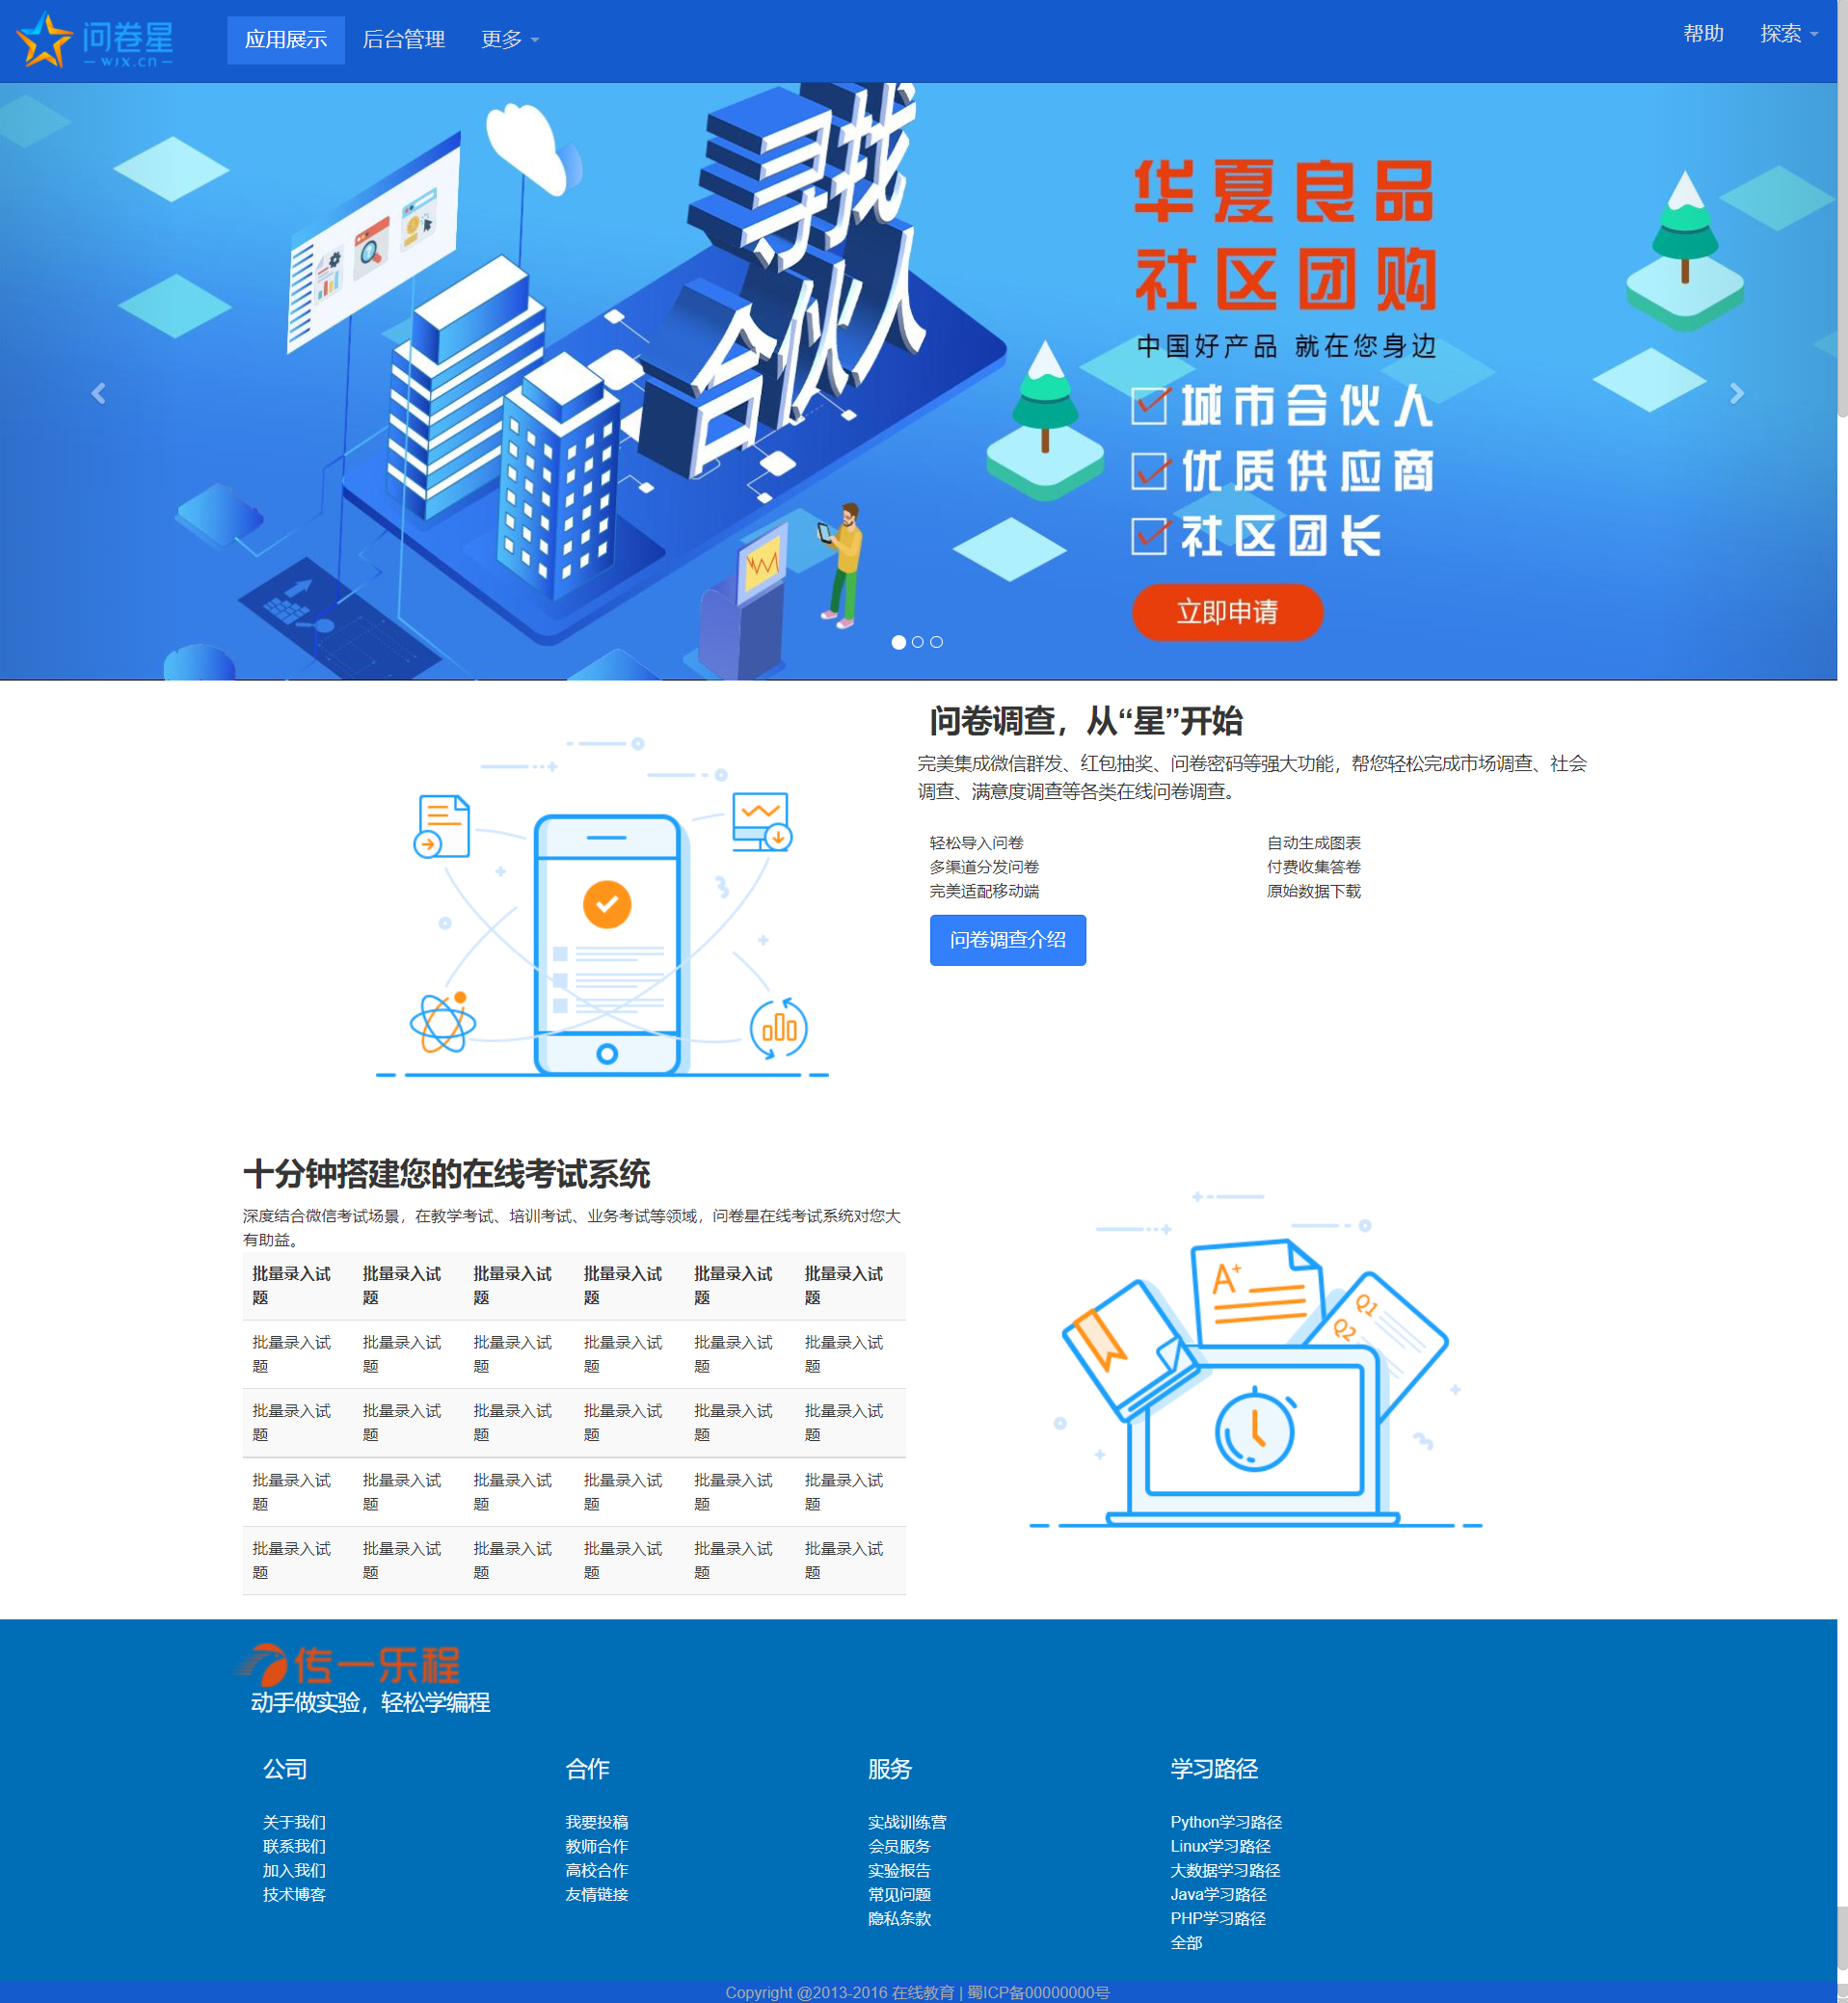 问卷星
WJX.cn
应用展示
后台管理
更多
帮助
探索
寻找
合伙人
华夏良品
社区团购
中国好产品 就在您身边
城市合伙人
优质供应商
社区团长
立即申请
问卷调查，从“星”开始
完美集成微信群发、红包抽奖、问卷密码等强大功能，帮您轻松完成市场调查、社会
调查、满意度调查等各类在线问卷调查。
轻松导入问卷
自动生成图表
多渠道分发问卷
付费收集答卷
完美适配移动端
原始数据下载
问卷调查介绍
十分钟搭建您的在线考试系统
深度结合微信考试场景，在教学考试、培训考试、业务考试等领域，问卷星在线考试系统对您大
有助益。
批量录入试 批量录入试 批量录入试 批量录入试 批量录入试 批量录入试
题 题 题 题 题 题
批量录入试 批量录入试 批量录入试 批量录入试 批量录入试 批量录入试
题 题 题 题 题 题
批量录入试 批量录入试 批量录入试 批量录入试 批量录入试 批量录入试
题 题 题 题 题 题
批量录入试 批量录入试 批量录入试 批量录入试 批量录入试 批量录入试
题 题 题 题 题 题
批量录入试 批量录入试 批量录入试 批量录入试 批量录入试 批量录入试
题 题 题 题 题 题
A+
Q1
Q2
传一乐程
动手做实验，轻松学编程
公司
关于我们
联系我们
加入我们
技术博客
合作
我要投稿
教师合作
高校合作
友情链接
服务
实战训练营
会员服务
实验报告
常见问题
隐私条款
学习路径
Python学习路径
Linux学习路径
大数据学习路径
Java学习路径
PHP学习路径
全部
Copyright @2013-2016 在线教育 | 蜀ICP备00000000号